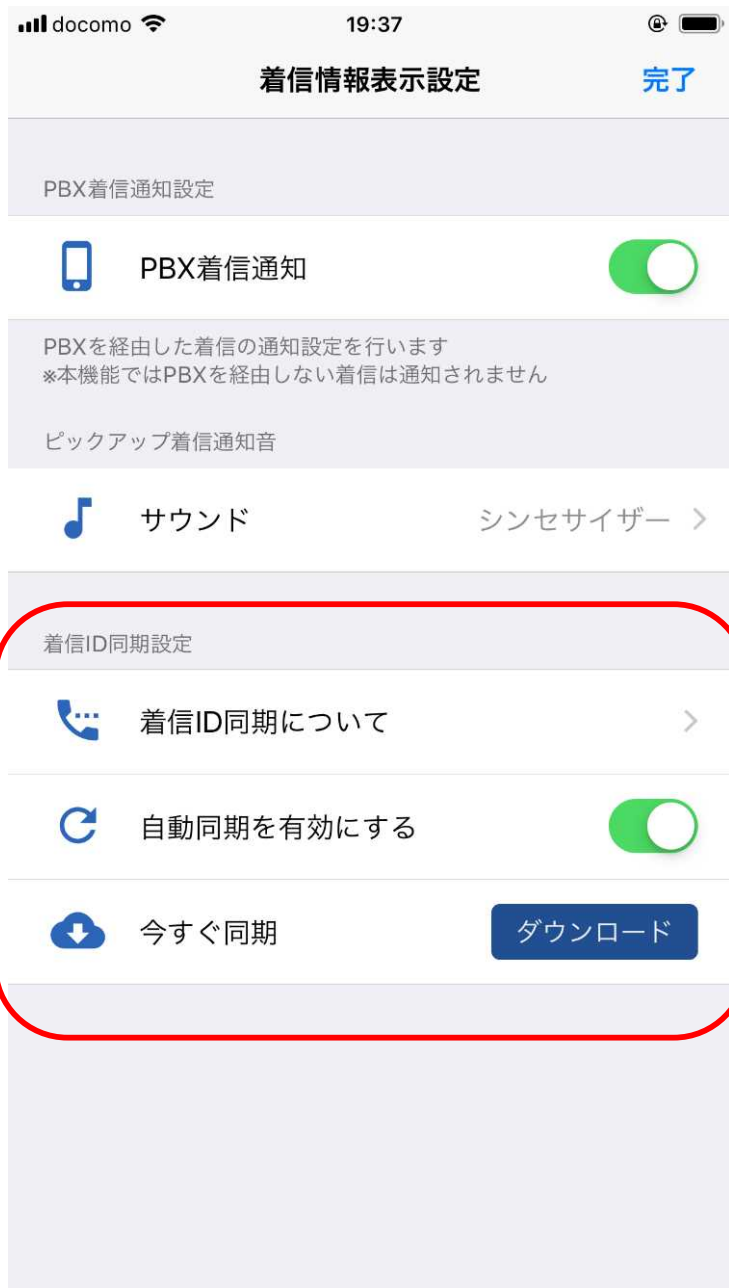 docomo 19:37
着信情報表示設定 完了
PBX着信通知設定
PBX着信通知
PBXを経由した着信の通知設定を行います
※本機能ではPBXを経由しない着信は通知されません
ピックアップ着信通知音
サウンド シンセサイザー
着信ID同期設定
着信ID同期について
自動同期を有効にする
今すぐ同期 ダウンロード